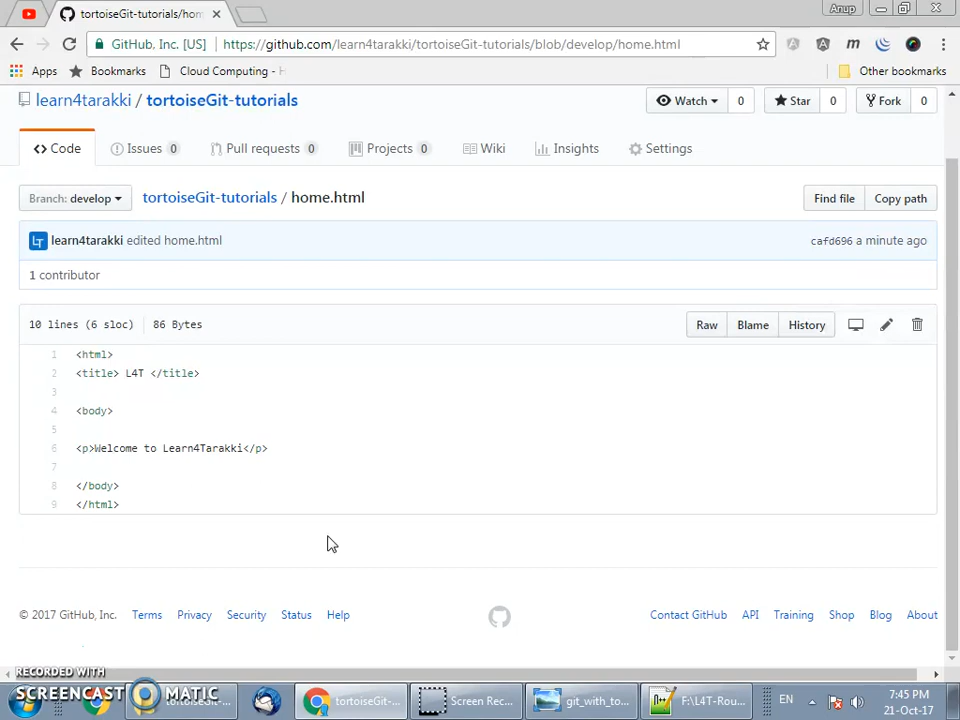 tortoiseGit-tutorials/hom
Anup
GitHub, Inc. [US]
https://github.com/learn4tarakki/tortoiseGit-tutorials/blob/develop/home.html
Apps
Bookmarks
Cloud Computing - H
Other bookmarks
learn4tarakki / tortoiseGit-tutorials
Watch 0
Star 0
Fork 0
Code
Issues 0
Pull requests 0
Projects 0
Wiki
Insights
Settings
Branch: develop
tortoiseGit-tutorials / home.html
Find file
Copy path
learn4tarakki edited home.html
cafd696 a minute ago
1 contributor
10 lines (6 sloc)
86 Bytes
Raw
Blame
History
1 <html>
2 <title> L4T </title>
3
4 <body>
5
6 <p>Welcome to Learn4Tarakki</p>
7
8 </body>
9 </html>
© 2017 GitHub, Inc.
Terms
Privacy
Security
Status
Help
Contact GitHub
API
Training
Shop
Blog
About
RECORDED WITH
SCREENCAST MATIC
tortoiseGit-...
tortoiseGit-...
Screen Rec...
git_with_to...
F:\L4T-Rou...
EN
7:45 PM
21-Oct-17